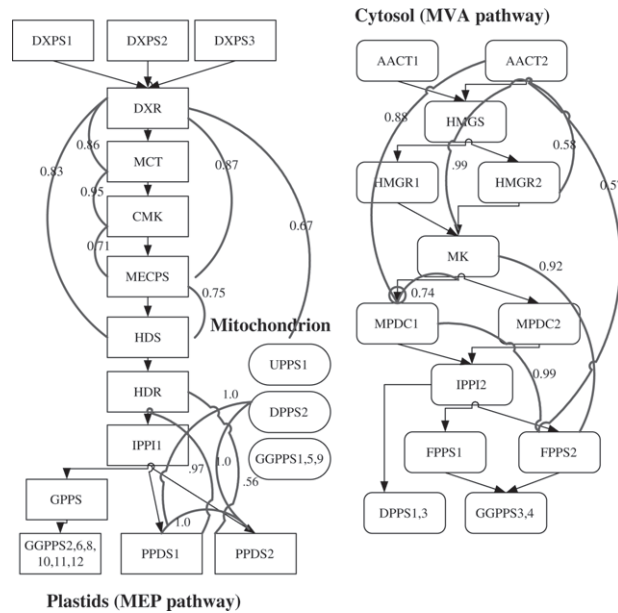 Cytosol (MVA pathway)
DXPS1
DXPS2
DXPS3
AACT1
AACT2
DXR
HMGS
0.86
0.88
0.83
MCT
0.87
.99
0.58
0.57
0.95
HMGR1
HMGR2
CMK
0.67
0.71
MK
MECPS
0.92
0.75
0.74
Mitochondrion
MPDC1
MPDC2
HDS
UPPS1
0.99
HDR
1.0
IPPI2
DPPS2
IPPI1
FPPS1
FPPS2
.97
1.0
GGPPS1,5,9
.56
GPPS
DPPS1,3
GGPPS3,4
1.0
GGPPS2,6,8,
10,11,12
PPDS1
PPDS2
Plastids (MEP pathway)